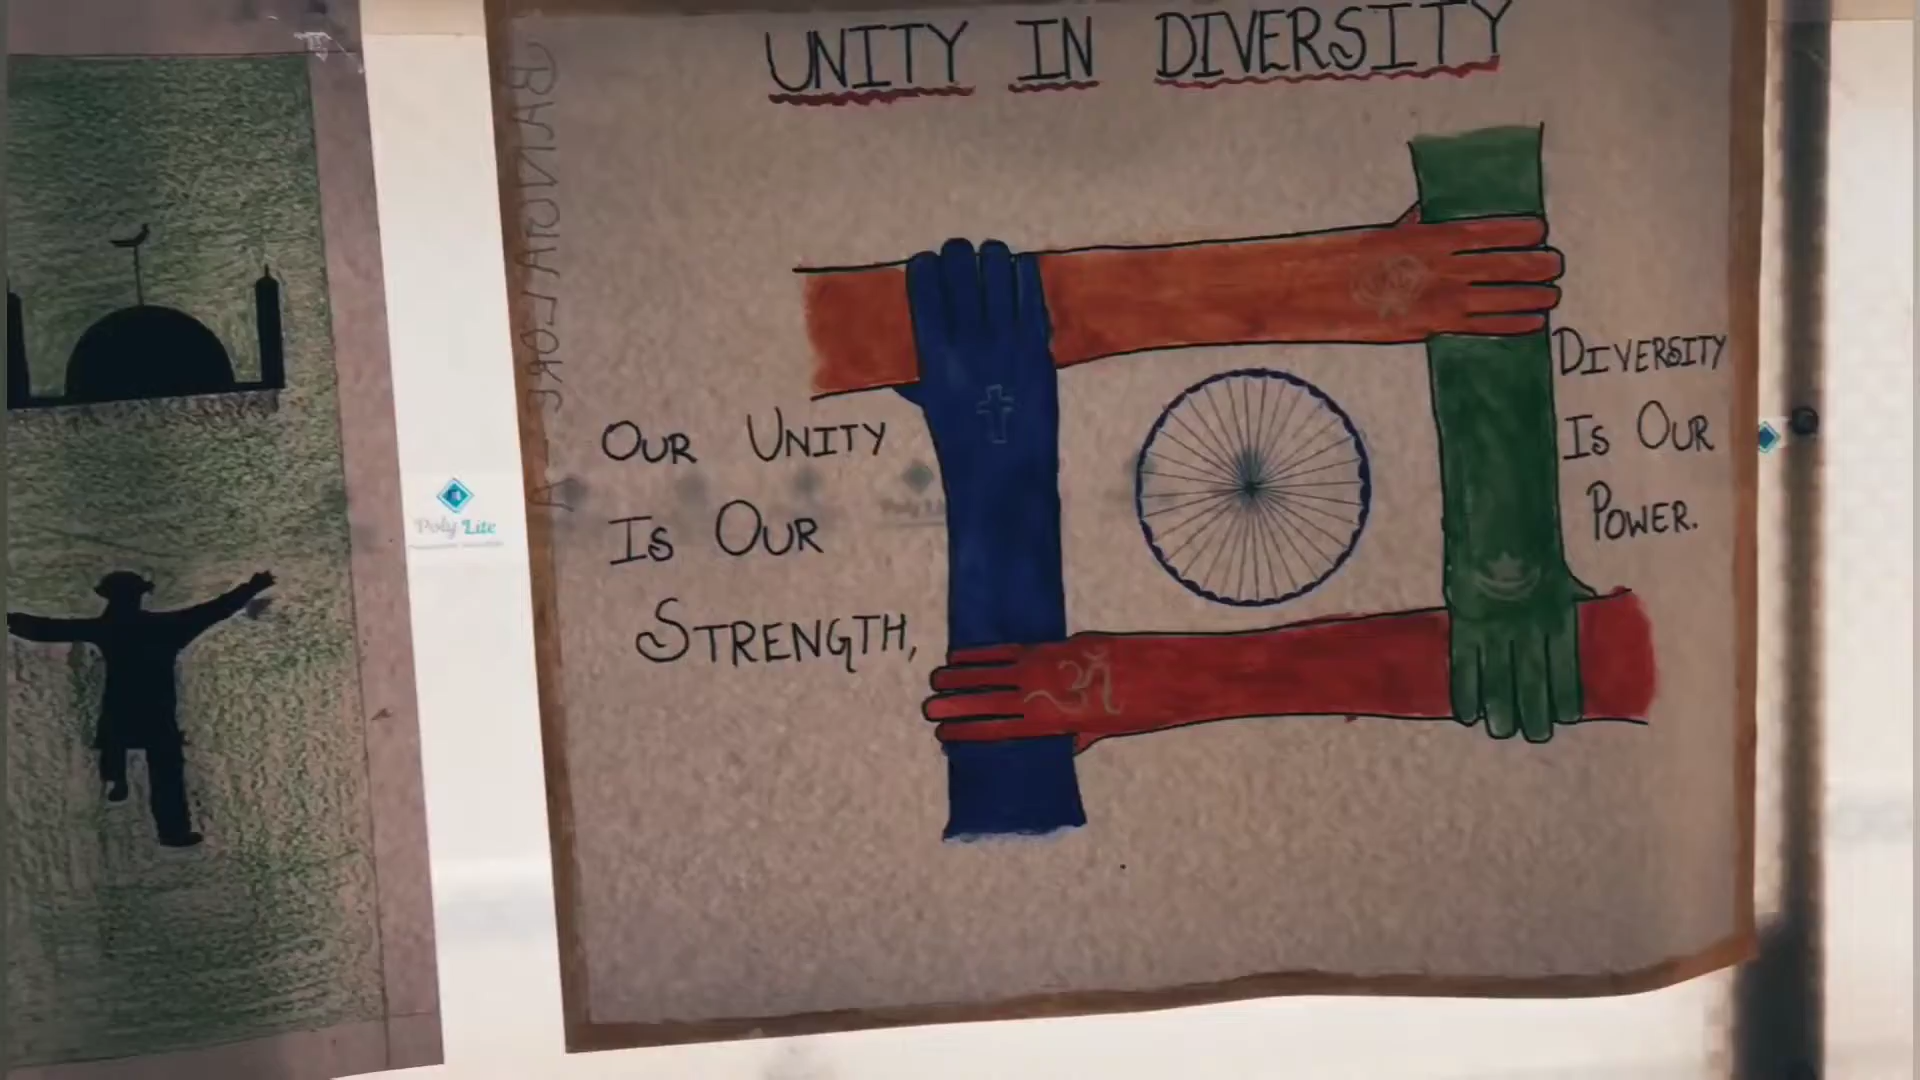 UNITY IN DIVERSITY
OUR UNITY
IS OUR
STRENGTH,
DIVERSITY
IS OUR
POWER.
ॐ
Poly Lite